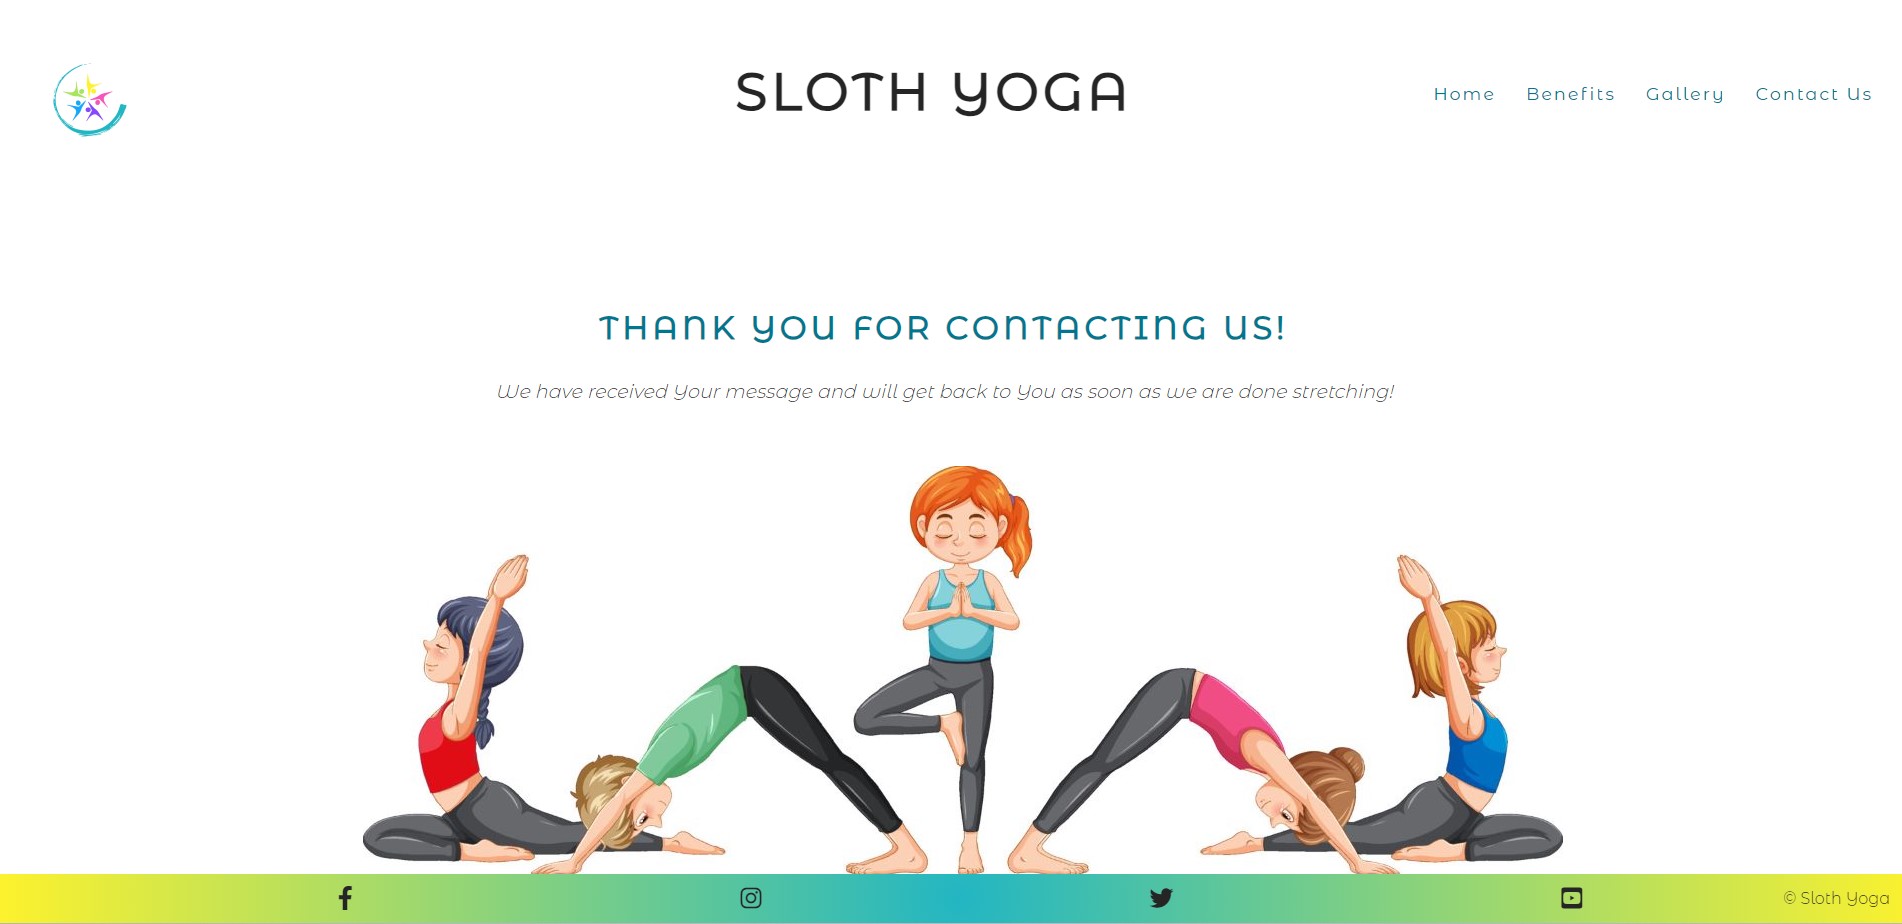 SLOTH YOGA
Home Benefits Gallery Contact Us
THANK YOU FOR CONTACTING US!
We have received Your message and will get back to You as soon as we are done stretching!
© Sloth Yoga